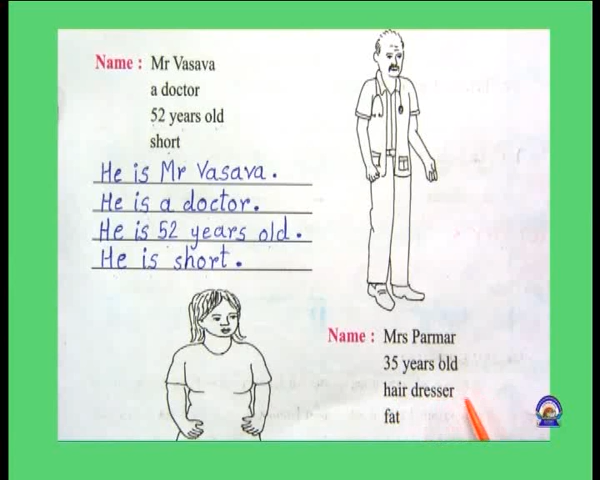 Name : Mr Vasava
a doctor
52 years old
short
He is Mr Vasava.
He is a doctor.
He is 52 years old.
He is short.
Name : Mrs Parmar
35 years old
hair dresser
fat